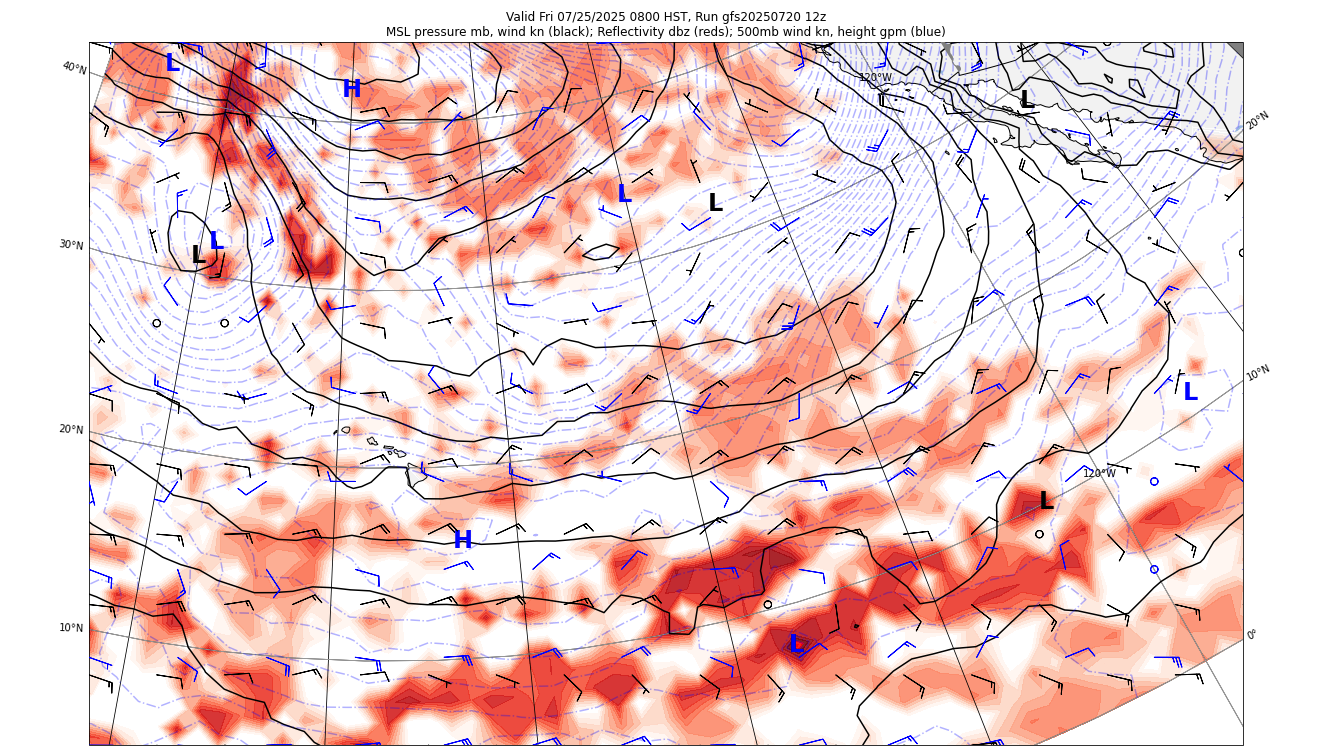 Valid Fri 07/25/2025 0800 HST, Run gfs20250720 12z
MSL pressure mb, wind kn (black); Reflectivity dbz (reds); 500mb wind kn, height gpm (blue)
40°N
L
H
120°W
L
20°N
L
L
30°N
L
L
10°N
L
20°N
120°W
L
H
10°N
L
0°